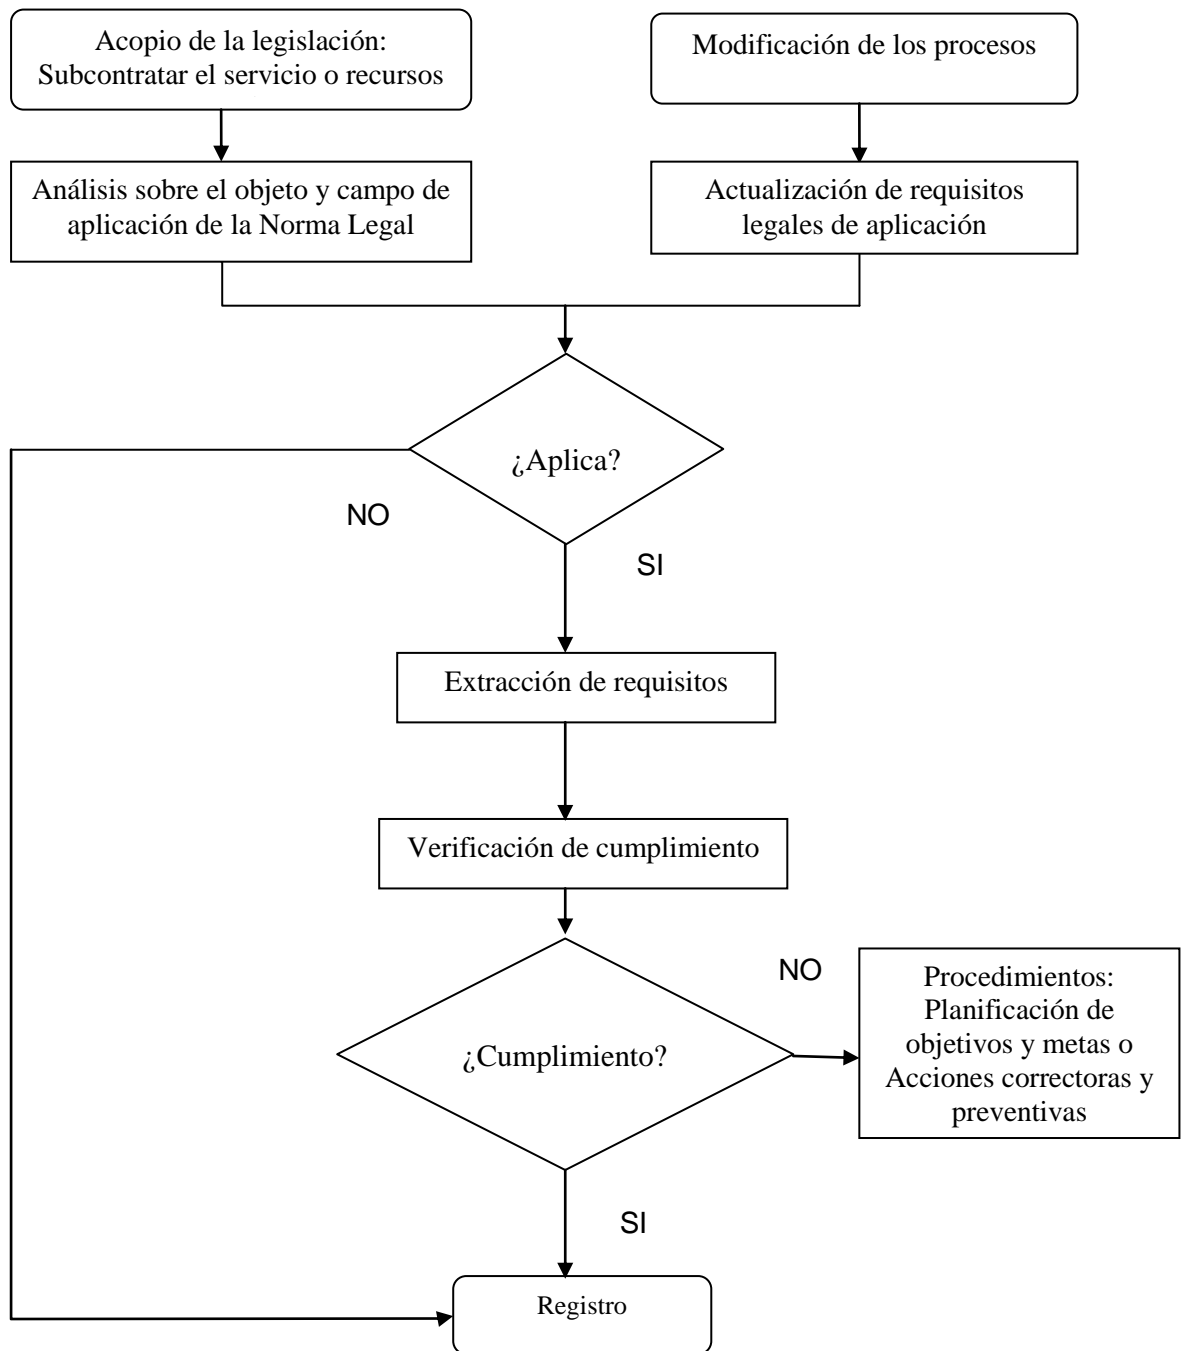 Acopio de la legislación:
Subcontratar el servicio o recursos
Modificación de los procesos
Análisis sobre el objeto y campo de
aplicación de la Norma Legal
Actualización de requisitos
legales de aplicación
¿Aplica?
NO
SI
Extracción de requisitos
Verificación de cumplimiento
¿Cumplimiento?
NO
Procedimientos:
Planificación de
objetivos y metas o
Acciones correctoras y
preventivas
SI
Registro